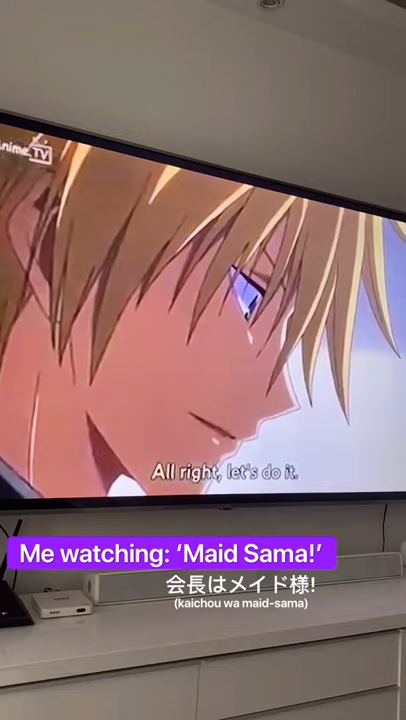 Anime TV
All right, let's do it.
Me watching: ‘Maid Sama!’
会長はメイド様!
(kaichou wa maid-sama)